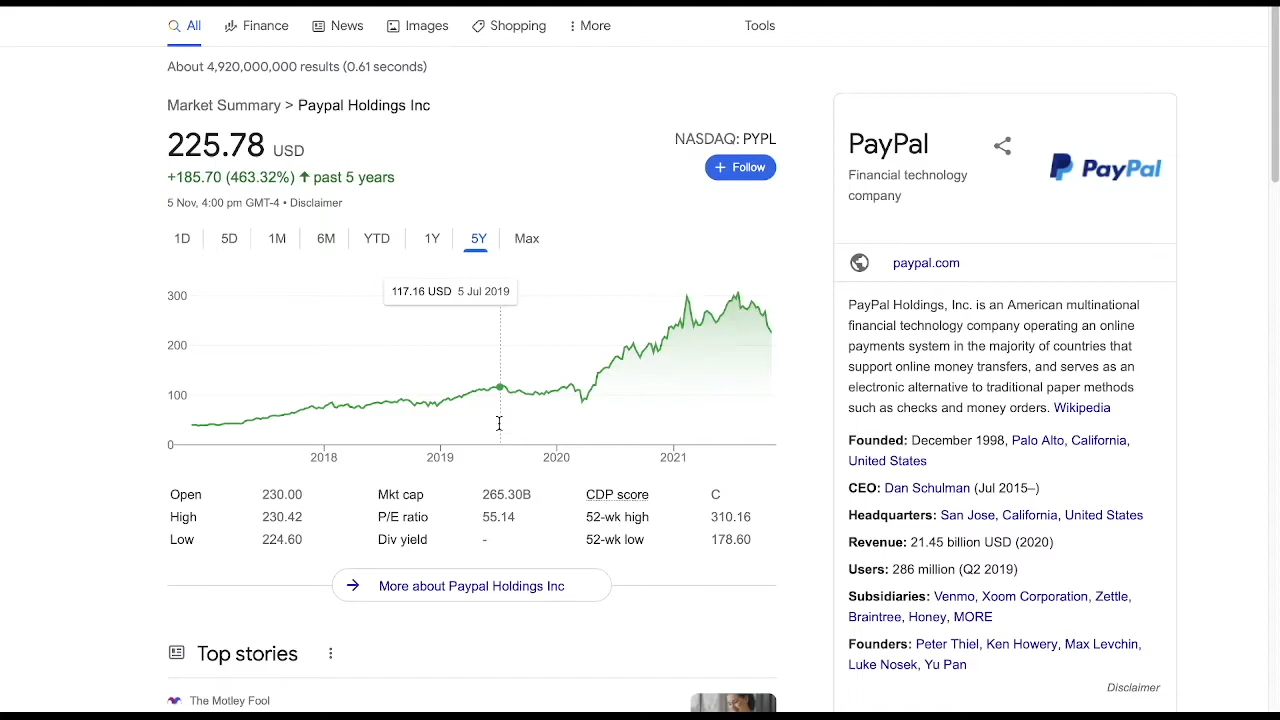 All Finance News Images Shopping More Tools
About 4,920,000,000 results (0.61 seconds)
Market Summary > Paypal Holdings Inc
225.78 USD
+185.70 (463.32%) ↑ past 5 years
5 Nov, 4:00 pm GMT-4 • Disclaimer
NASDAQ: PYPL
+ Follow
1D 5D 1M 6M YTD 1Y 5Y Max
117.16 USD 5 Jul 2019
300
200
100
0
2018 2019 2020 2021
Open 230.00 Mkt cap 265.30B CDP score C
High 230.42 P/E ratio 55.14 52-wk high 310.16
Low 224.60 Div yield - 52-wk low 178.60
More about Paypal Holdings Inc
Top stories
The Motley Fool
PayPal
Financial technology
company
PayPal
paypal.com
PayPal Holdings, Inc. is an American multinational
financial technology company operating an online
payments system in the majority of countries that
support online money transfers, and serves as an
electronic alternative to traditional paper methods
such as checks and money orders. Wikipedia
Founded: December 1998, Palo Alto, California,
United States
CEO: Dan Schulman (Jul 2015–)
Headquarters: San Jose, California, United States
Revenue: 21.45 billion USD (2020)
Users: 286 million (Q2 2019)
Subsidiaries: Venmo, Xoom Corporation, Zettle,
Braintree, Honey, MORE
Founders: Peter Thiel, Ken Howery, Max Levchin,
Luke Nosek, Yu Pan
Disclaimer